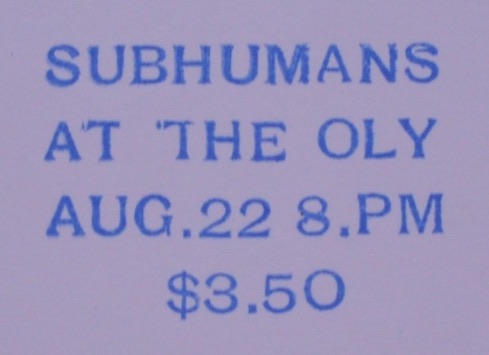 SUBHUMANS
AT THE OLY
AUG.22 8.PM
$3.50